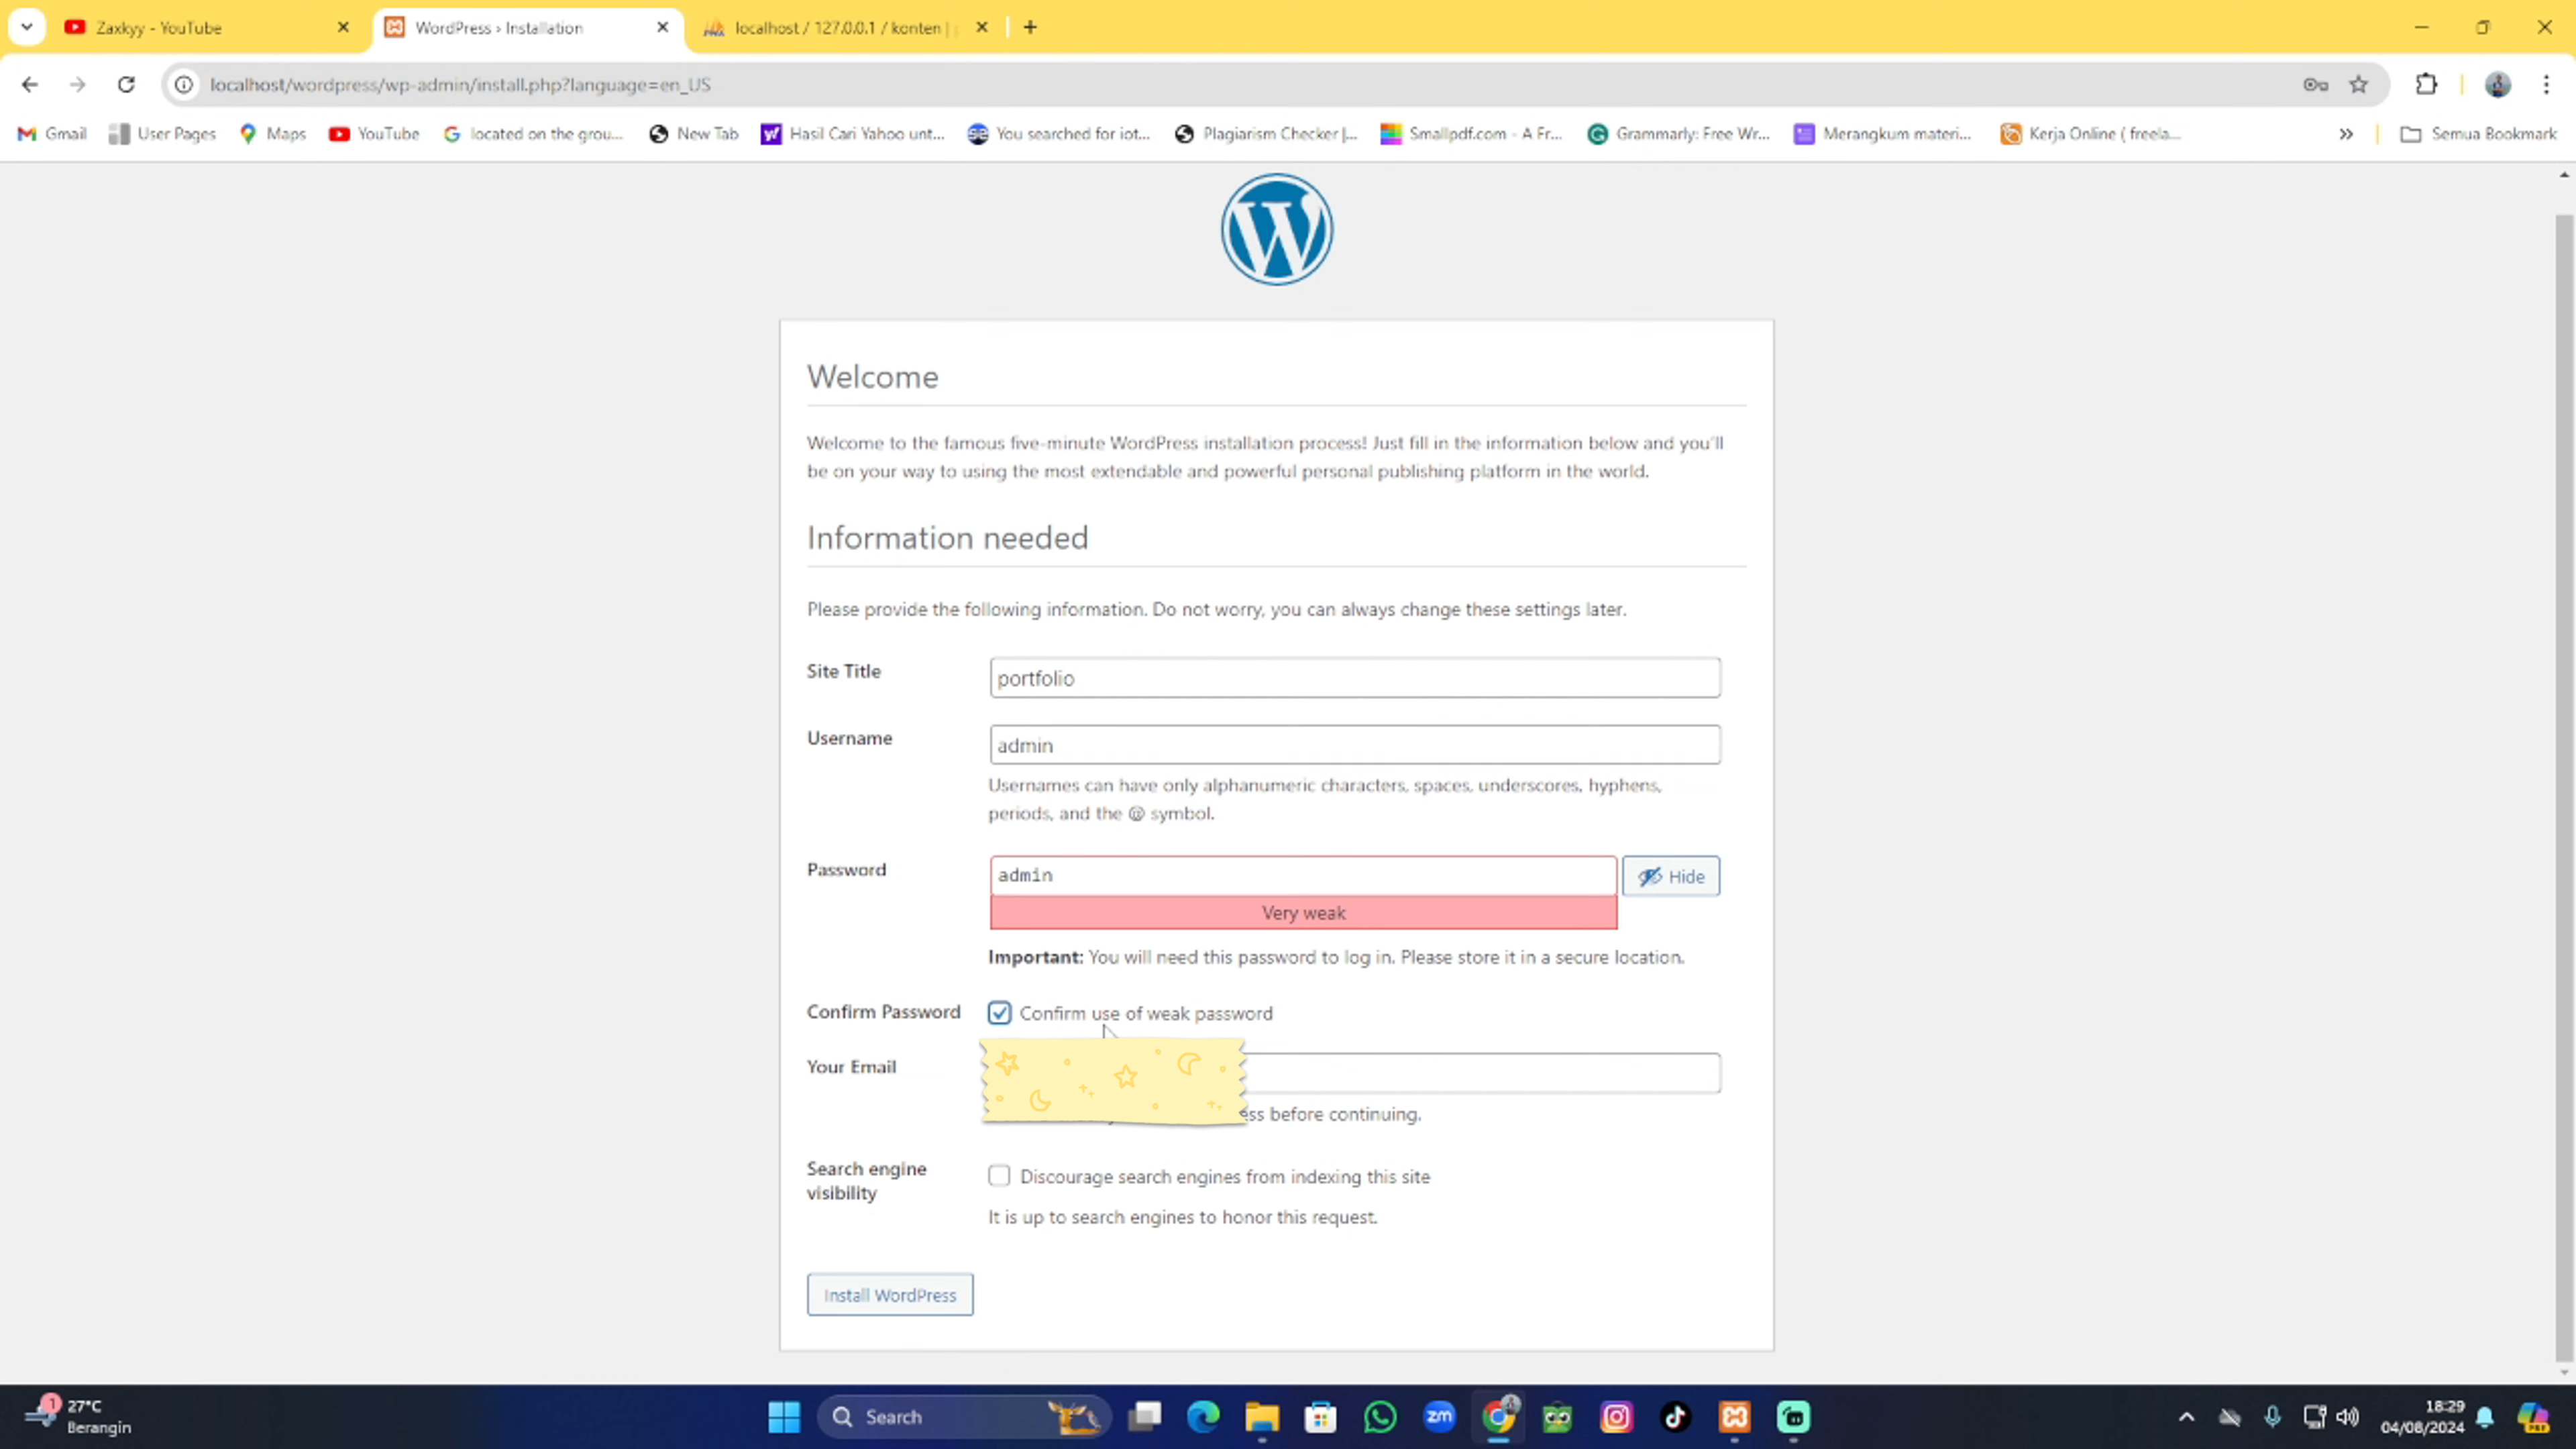 Zaxkyy - YouTube
WordPress › Installation
localhost / 127.0.0.1 / konten |
localhost/wordpress/wp-admin/install.php?language=en_US
Gmail
User Pages
Maps
YouTube
located on the grou...
New Tab
Hasil Cari Yahoo unt...
You searched for iot...
Plagiarism Checker |...
Smallpdf.com - A Fr...
Grammarly: Free Wr...
Merangkum materi...
Kerja Online ( freela...
Semua Bookmark
Welcome
Welcome to the famous five-minute WordPress installation process! Just fill in the information below and you'll
be on your way to using the most extendable and powerful personal publishing platform in the world.
Information needed
Please provide the following information. Do not worry, you can always change these settings later.
Site Title
portfolio
Username
admin
Usernames can have only alphanumeric characters, spaces, underscores, hyphens,
periods, and the @ symbol.
Password
admin
Hide
Very weak
Important: You will need this password to log in. Please store it in a secure location.
Confirm Password
Confirm use of weak password
Your Email
before continuing.
Search engine
visibility
Discourage search engines from indexing this site
It is up to search engines to honor this request.
Install WordPress
1
27°C
Berangin
Search
zm
18:29
04/08/2024